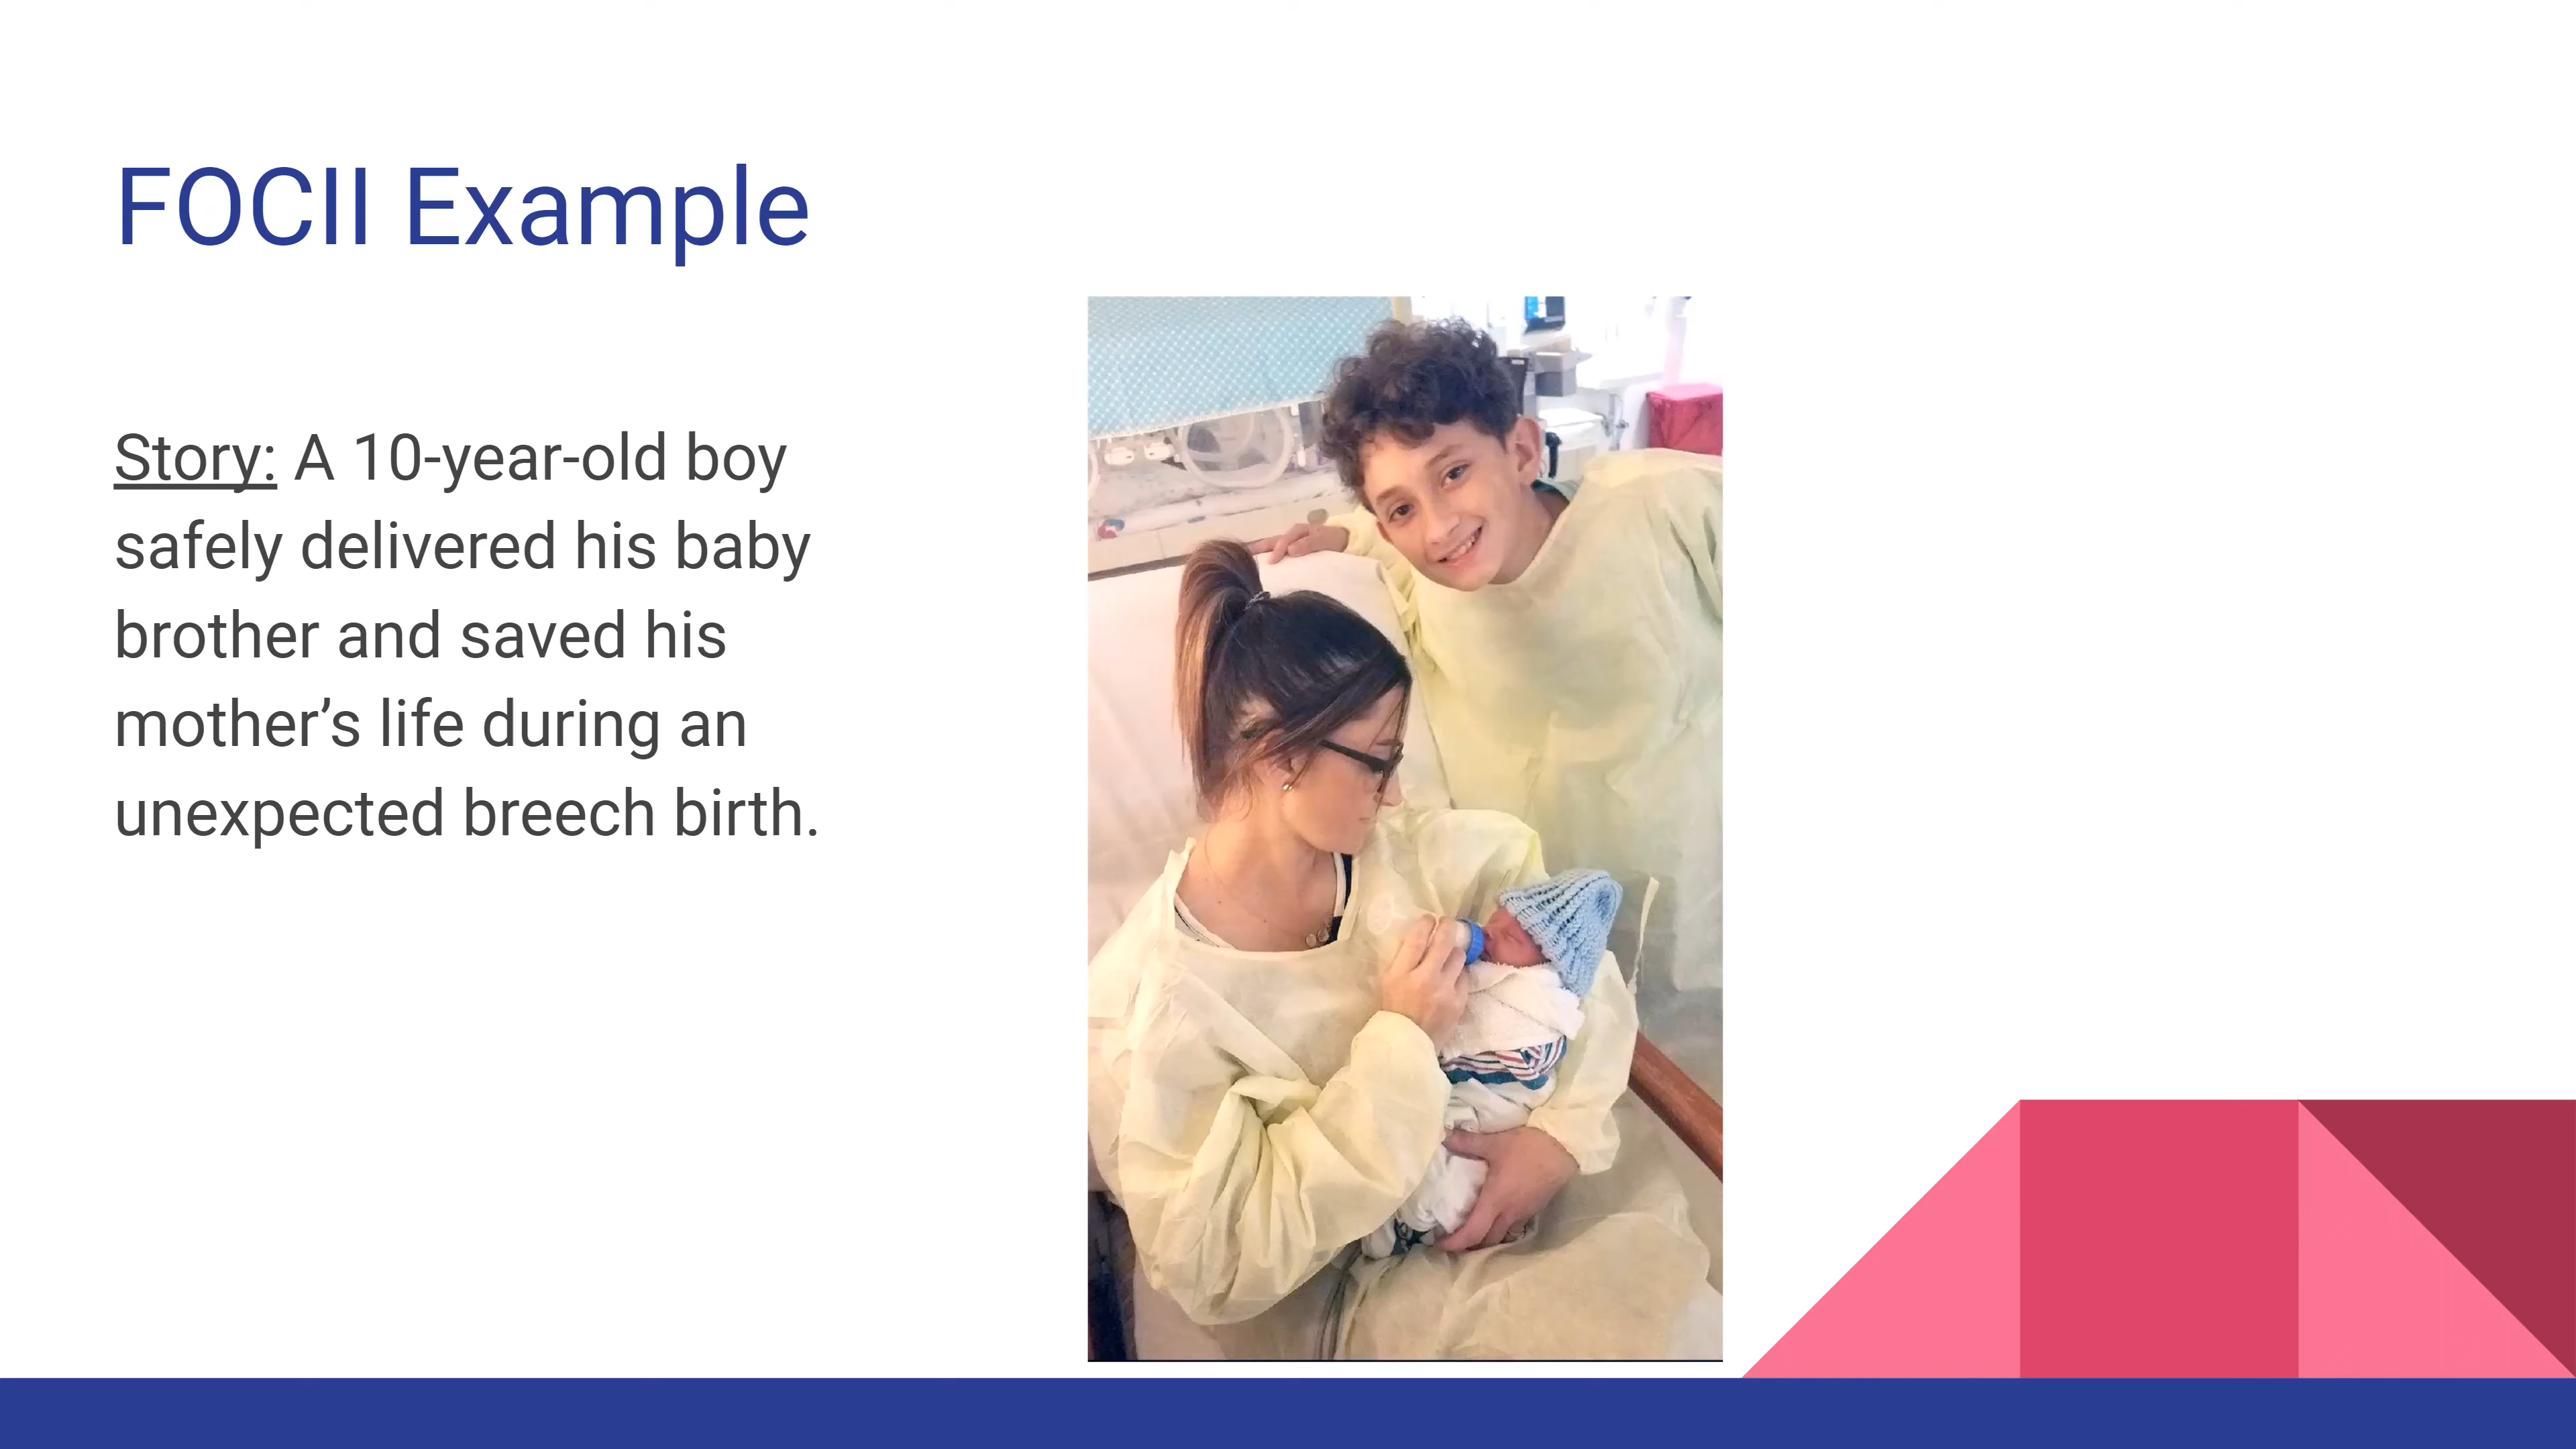 FOCII Example
Story: A 10-year-old boy
safely delivered his baby
brother and saved his
mother’s life during an
unexpected breech birth.